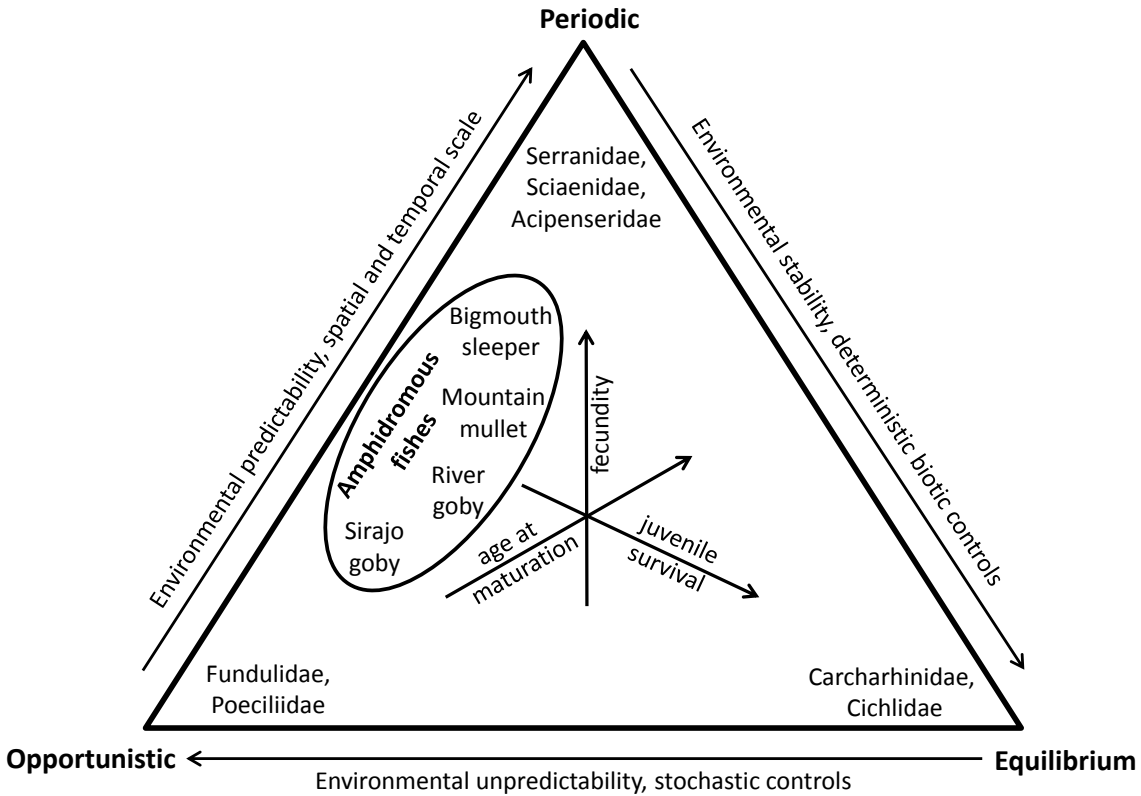 Periodic
Environmental predictability, spatial and temporal scale
Environmental stability, deterministic biotic controls
Serranidae,
Sciaenidae,
Acipenseridae
Amphidromous
fishes
Bigmouth
sleeper
Mountain
mullet
River
goby
Sirajo
goby
fecundity
age at
maturation
juvenile
survival
Fundulidae,
Poeciliidae
Carcharhinidae,
Cichlidae
Opportunistic
Equilibrium
Environmental unpredictability, stochastic controls